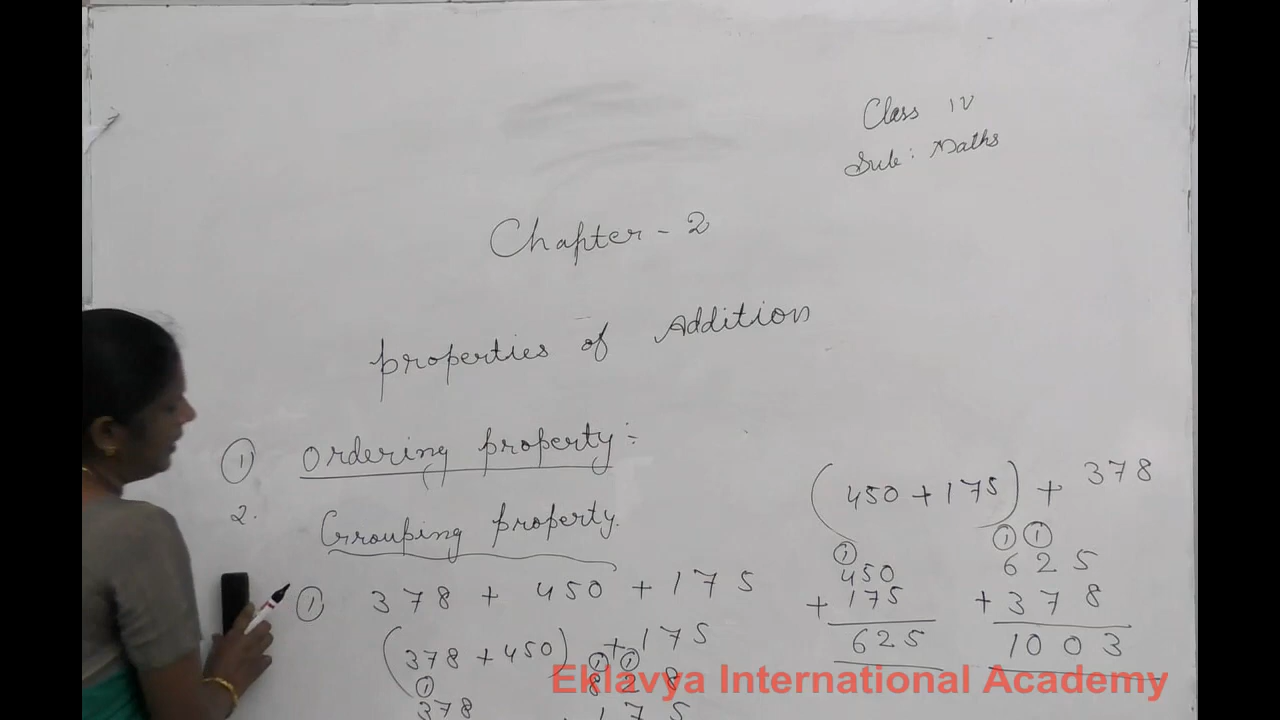 Class IV
Sub: Maths
Chapter - 2
properties of Addition
① Ordering property:-
2. Grouping property.
① 378 + 450 + 175
(378 + 450) + 175
① ① ①
378 828
+ 175
(450 + 175) + 378
① ① ①
450 625
+ 175 + 378
625 1003
Eklavya International Academy